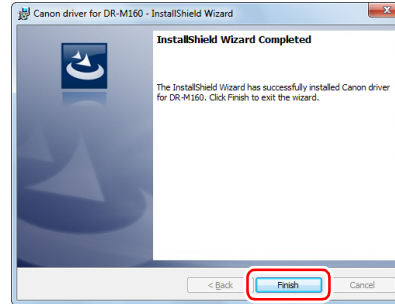 Canon driver for DR-M160 - InstallShield Wizard
InstallShield Wizard Completed
The InstallShield Wizard has successfully installed Canon driver
for DR-M160. Click Finish to exit the wizard.
< Back
Finish
Cancel